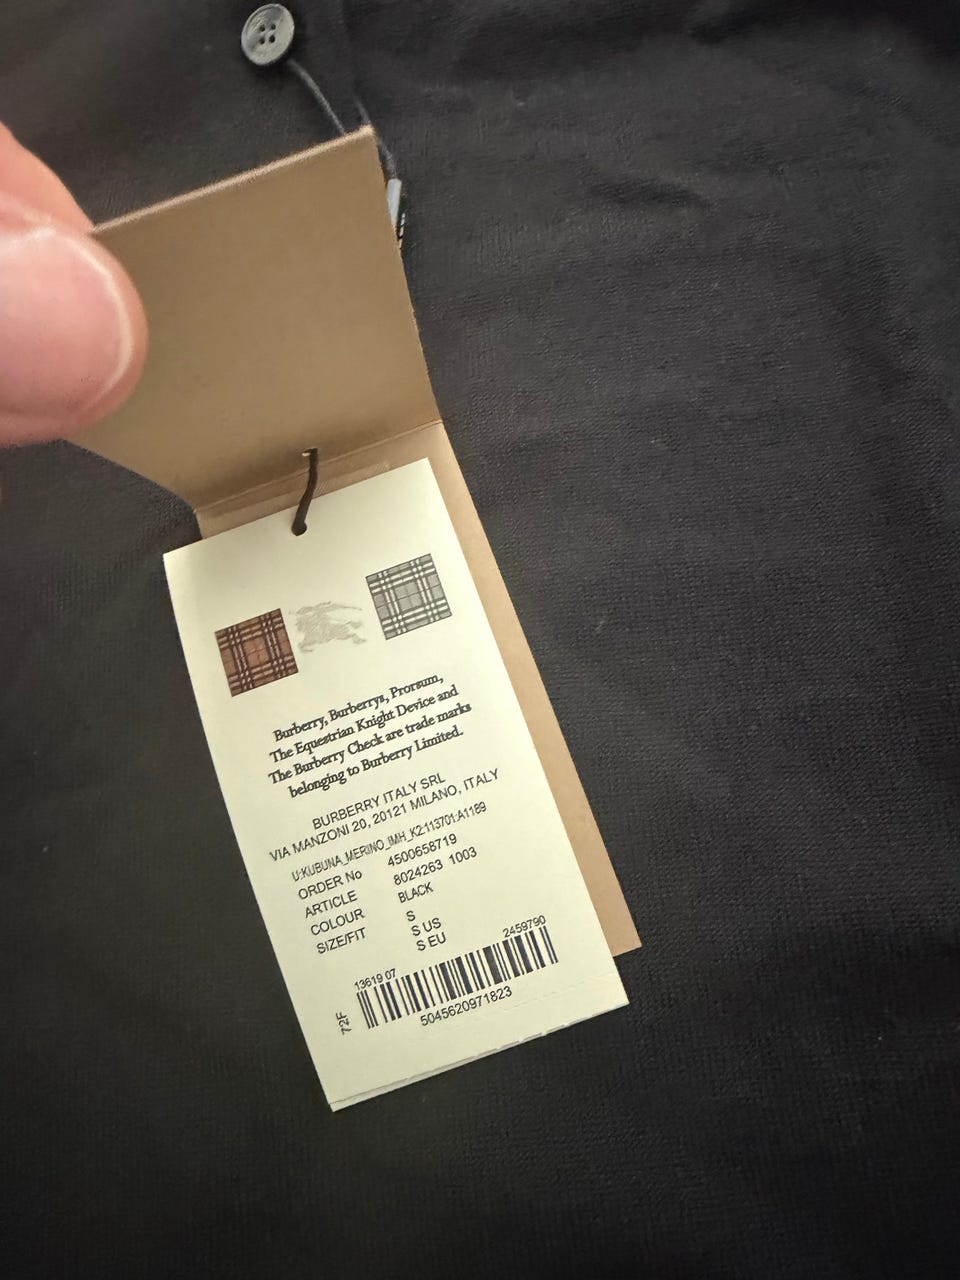 Burberry, Burberrys, Prorsum,
The Equestrian Knight Device and
The Burberry Check are trade marks
belonging to Burberry Limited.
BURBERRY ITALY SRL
VIA MANZONI 20, 20121 MILANO, ITALY
U:KUBUNA_MERINO_IMH_K2:113701:A1189
ORDER No 4500658719
ARTICLE 8024263 1003
COLOUR BLACK
SIZE/FIT S
S US
S EU
13619 07 2459790
72F
5045620971823